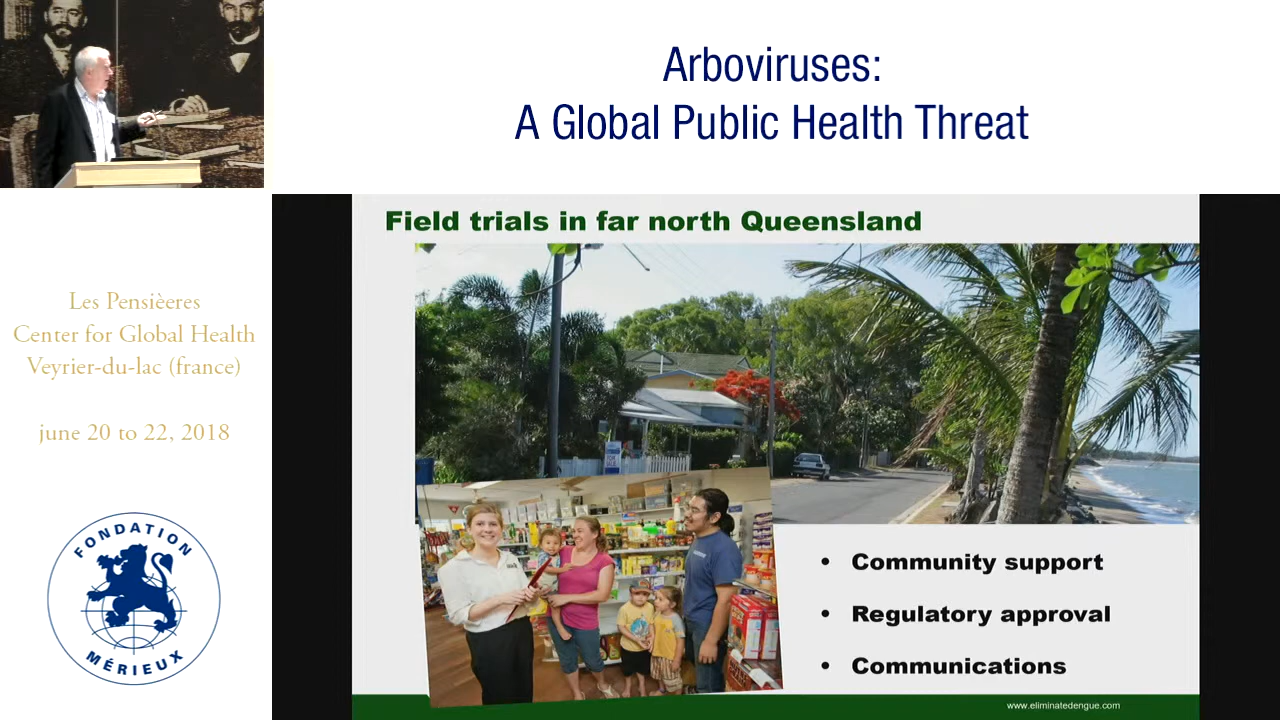 Arboviruses:
A Global Public Health Threat
Les Pensièeres
Center for Global Health
Veyrier-du-lac (france)
june 20 to 22, 2018
FONDATION
MÉRIEUX
Field trials in far north Queensland
• Community support
• Regulatory approval
• Communications
www.eliminatedengue.com